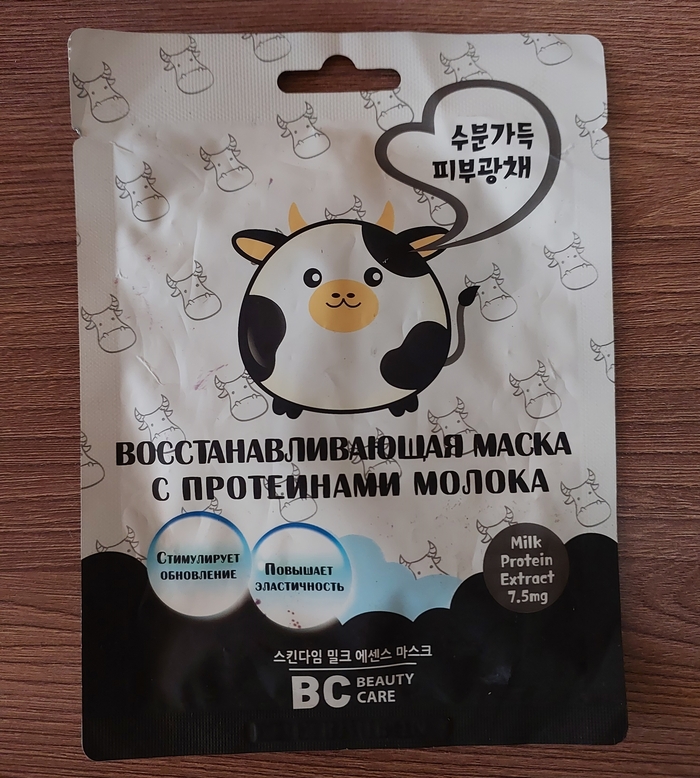 수분가득
피부광채
ВОССТАНАВЛИВАЮЩАЯ МАСКА
С ПРОТЕИНАМИ МОЛОКА
СТИМУЛИРУЕТ
ОБНОВЛЕНИЕ
ПОВЫШАЕТ
ЭЛАСТИЧНОСТЬ
Milk
Protein
Extract
7.5mg
스킨다임 밀크 에센스 마스크
BC BEAUTY
CARE